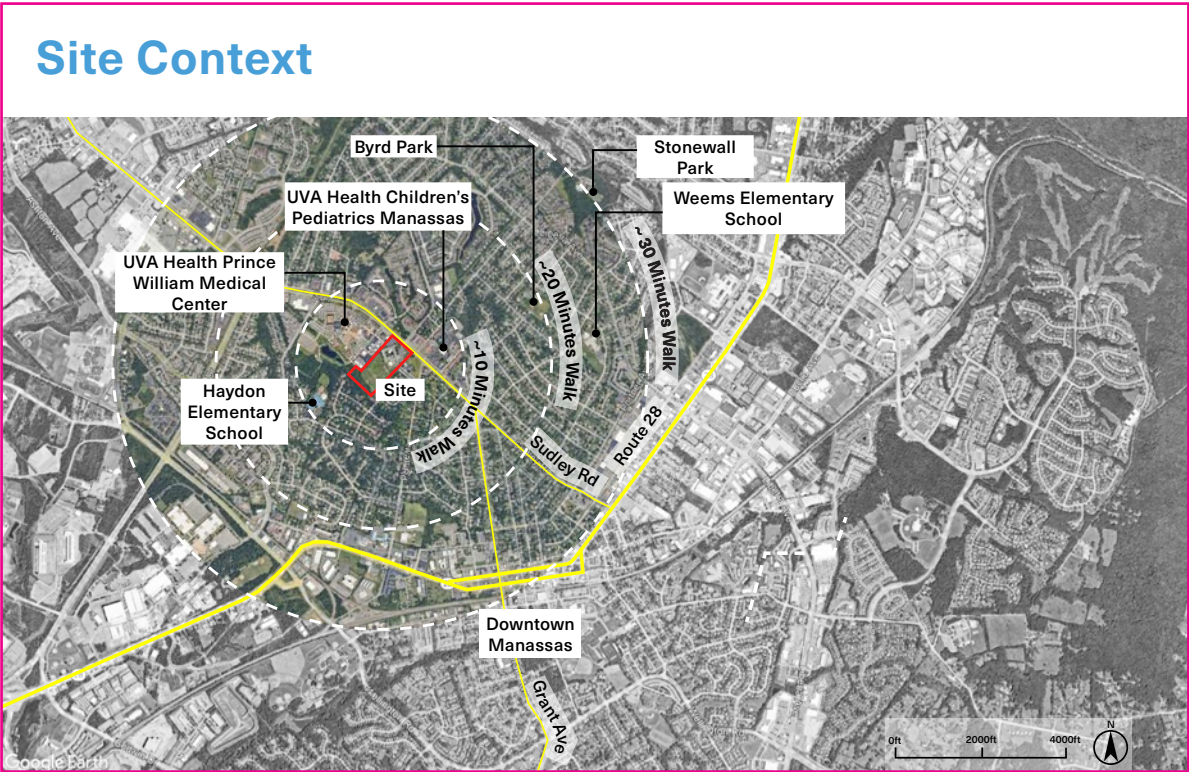 Site Context
Byrd Park
Stonewall
Park
UVA Health Children's
Pediatrics Manassas
Weems Elementary
School
UVA Health Prince
William Medical
Center
~ 30 Minutes Walk
~20 Minutes Walk
~10 Minutes Walk
Site
Haydon
Elementary
School
Sudley Rd
Route 28
Downtown
Manassas
Grant Ave
0ft
2000ft
4000ft
N
Google Earth